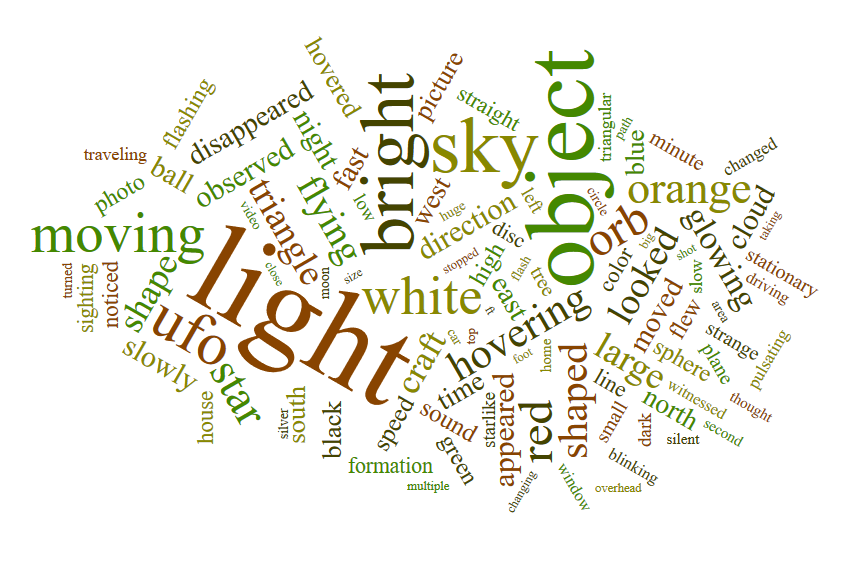 hovered
flashing
disappeared
traveling
ball
photo
observed
night
fast
picture
straight
bright
sky
object
triangular
path
blue
minute
changed
orange
moving
light
triangle
flying
low
west
direction
huge
left
video
close
moon
size
stopped
disc
high
flash
tree
circle
orb
color
big
looked
shot
slow
glowing
cloud
taking
stationary
driving
turned
sighting
noticed
shape
ufo
slowly
star
white
east
ft
hovering
craft
car
top
foot
home
time
moved
flew
area
strange
large
sphere
plane
pulsating
witnessed
thought
house
south
silver
black
speed
sound
green
starlike
appeared
red
shaped
line
small
north
dark
silent
second
formation
multiple
changing
window
blinking
overhead